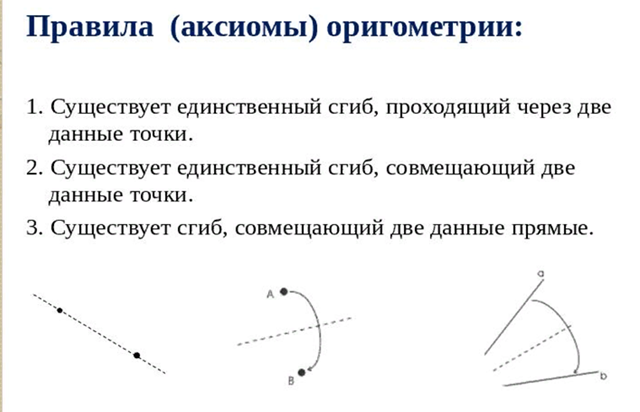 Правила (аксиомы) оригометрии:
1. Существует единственный сгиб, проходящий через две
данные точки.
2. Существует единственный сгиб, совмещающий две
данные точки.
3. Существует сгиб, совмещающий две данные прямые.
A
B
a
b